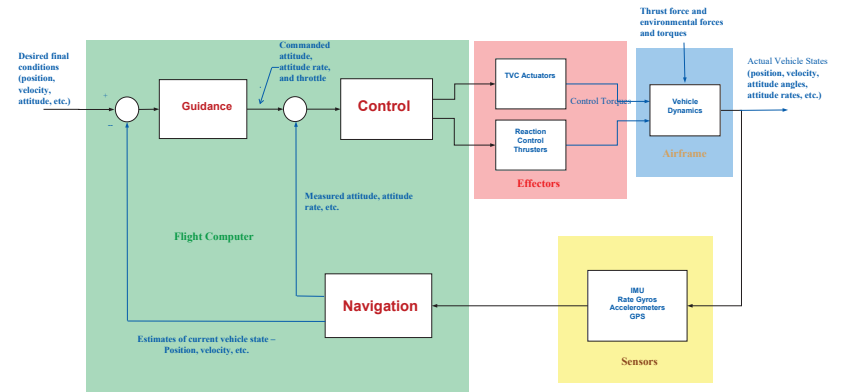 Thrust force and
environmental forces
and torques
Desired final
conditions
(position,
velocity,
attitude, etc.)
Commanded
attitude,
attitude rate,
and throttle
Actual Vehicle States
(position, velocity,
attitude angles,
attitude rates, etc.)
+
−
Guidance
Control
TVC Actuators
Control Torques
Reaction
Control
Thrusters
Vehicle
Dynamics
Airframe
Effectors
Measured attitude, attitude
rate, etc.
Flight Computer
Navigation
IMU
Rate Gyros
Accelerometers
GPS
Estimates of current vehicle state –
Position, velocity, etc.
Sensors